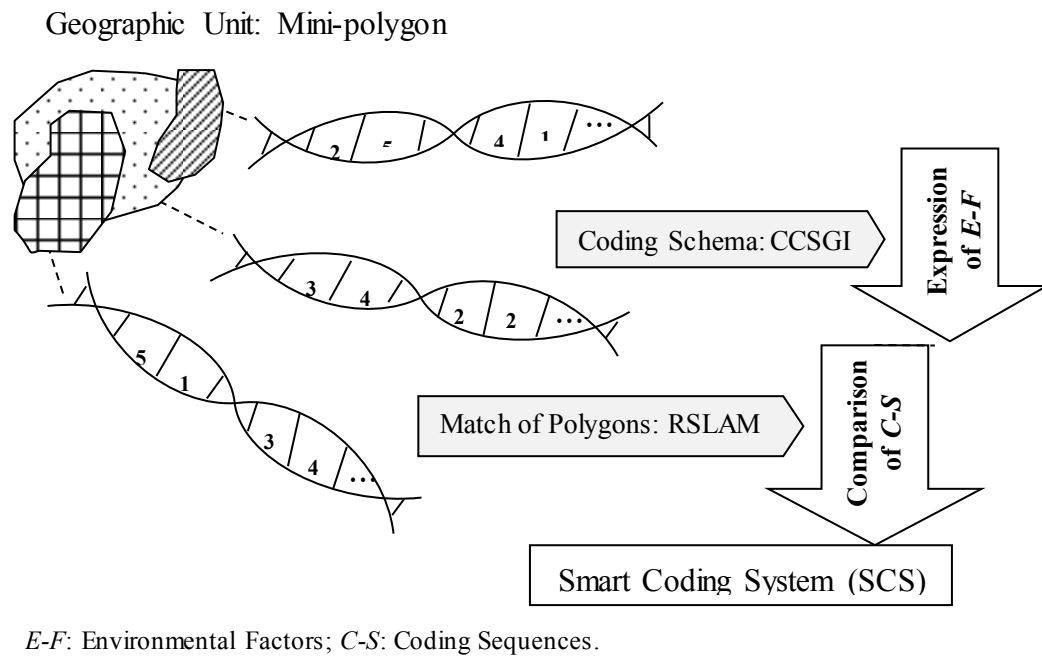 Geographic Unit: Mini-polygon
2 4 1 ...
Coding Schema: CCSGI
Expression
of E-F
3 4 2 2 ...
5 1 3 4 ...
Match of Polygons: RSLAM
Comparison
of C-S
Smart Coding System (SCS)
E-F: Environmental Factors; C-S: Coding Sequences.